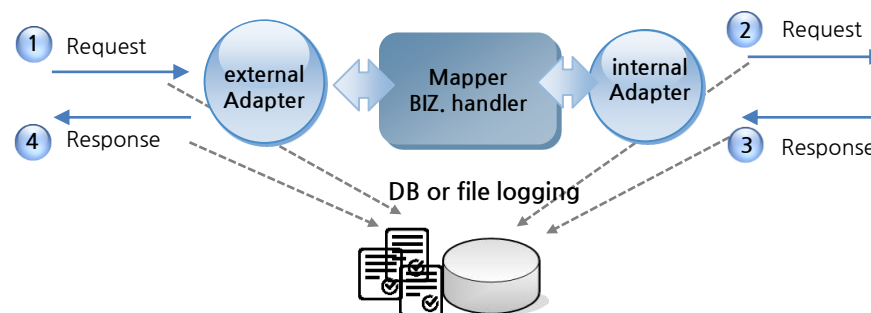 1 Request
external
Adapter
Mapper
BIZ. handler
internal
Adapter
2 Request
4 Response
3 Response
DB or file logging